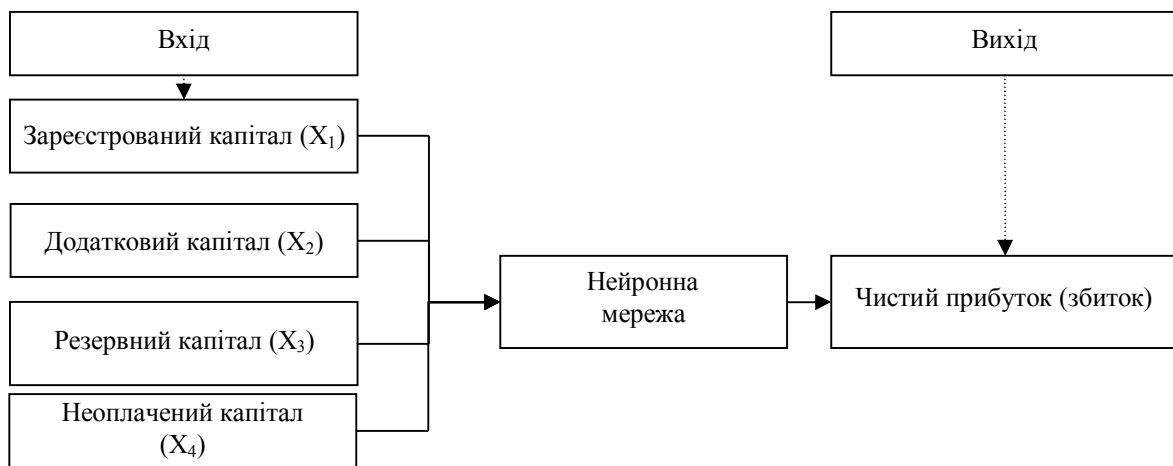 Вхід
Вихід
Зареєстрований капітал (X₁)
Додатковий капітал (X₂)
Нейронна
мережа
Чистий прибуток (збиток)
Резервний капітал (X₃)
Неоплачений капітал
(X₄)